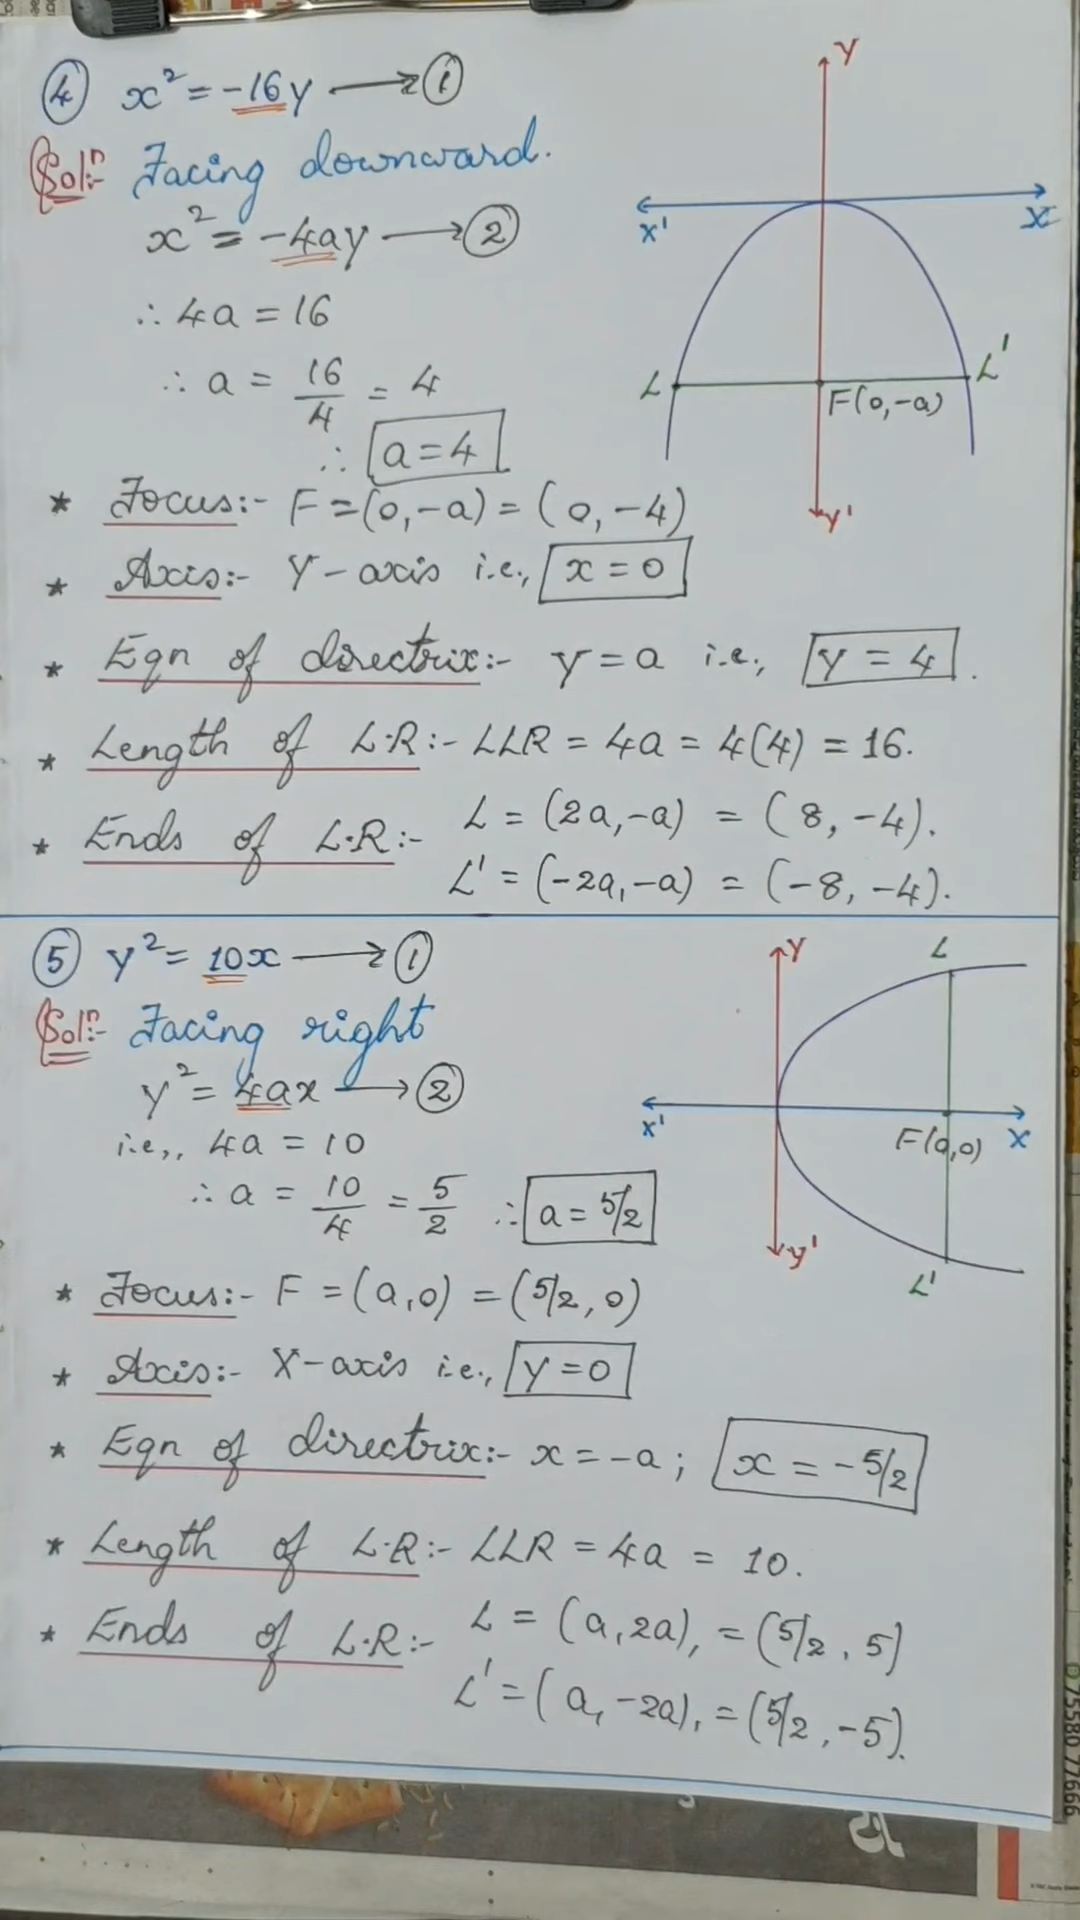 ④ x² = -16y ⟶ ①
Solⁿ:- Facing downward.
x² = -4ay ⟶ ②
∴ 4a = 16
∴ a = 16/4 = 4
∴ a = 4
* Focus:- F = (0, -a) = (0, -4)
* Axis:- Y-axis i.e., x = 0
* Eqn of directrix:- y = a i.e., y = 4.
* Length of L.R:- LLR = 4a = 4(4) = 16.
* Ends of L.R:- L = (2a, -a) = (8, -4).
L' = (-2a, -a) = (-8, -4).
Y
X'
X
L
L'
F(0, -a)
Y'
⑤ y² = 10x ⟶ ①
Solⁿ:- Facing right
y² = 4ax ⟶ ②
i.e., 4a = 10
∴ a = 10/4 = 5/2 ∴ a = 5/2
* Focus:- F = (a, 0) = (5/2, 0)
* Axis:- X-axis i.e., y = 0
* Eqn of directrix:- x = -a; x = -5/2
* Length of L.R:- LLR = 4a = 10.
* Ends of L.R:- L = (a, 2a), = (5/2, 5)
L' = (a, -2a), = (5/2, -5).
Y
L
X'
F(a,0)
X
Y'
L'
75580 77666